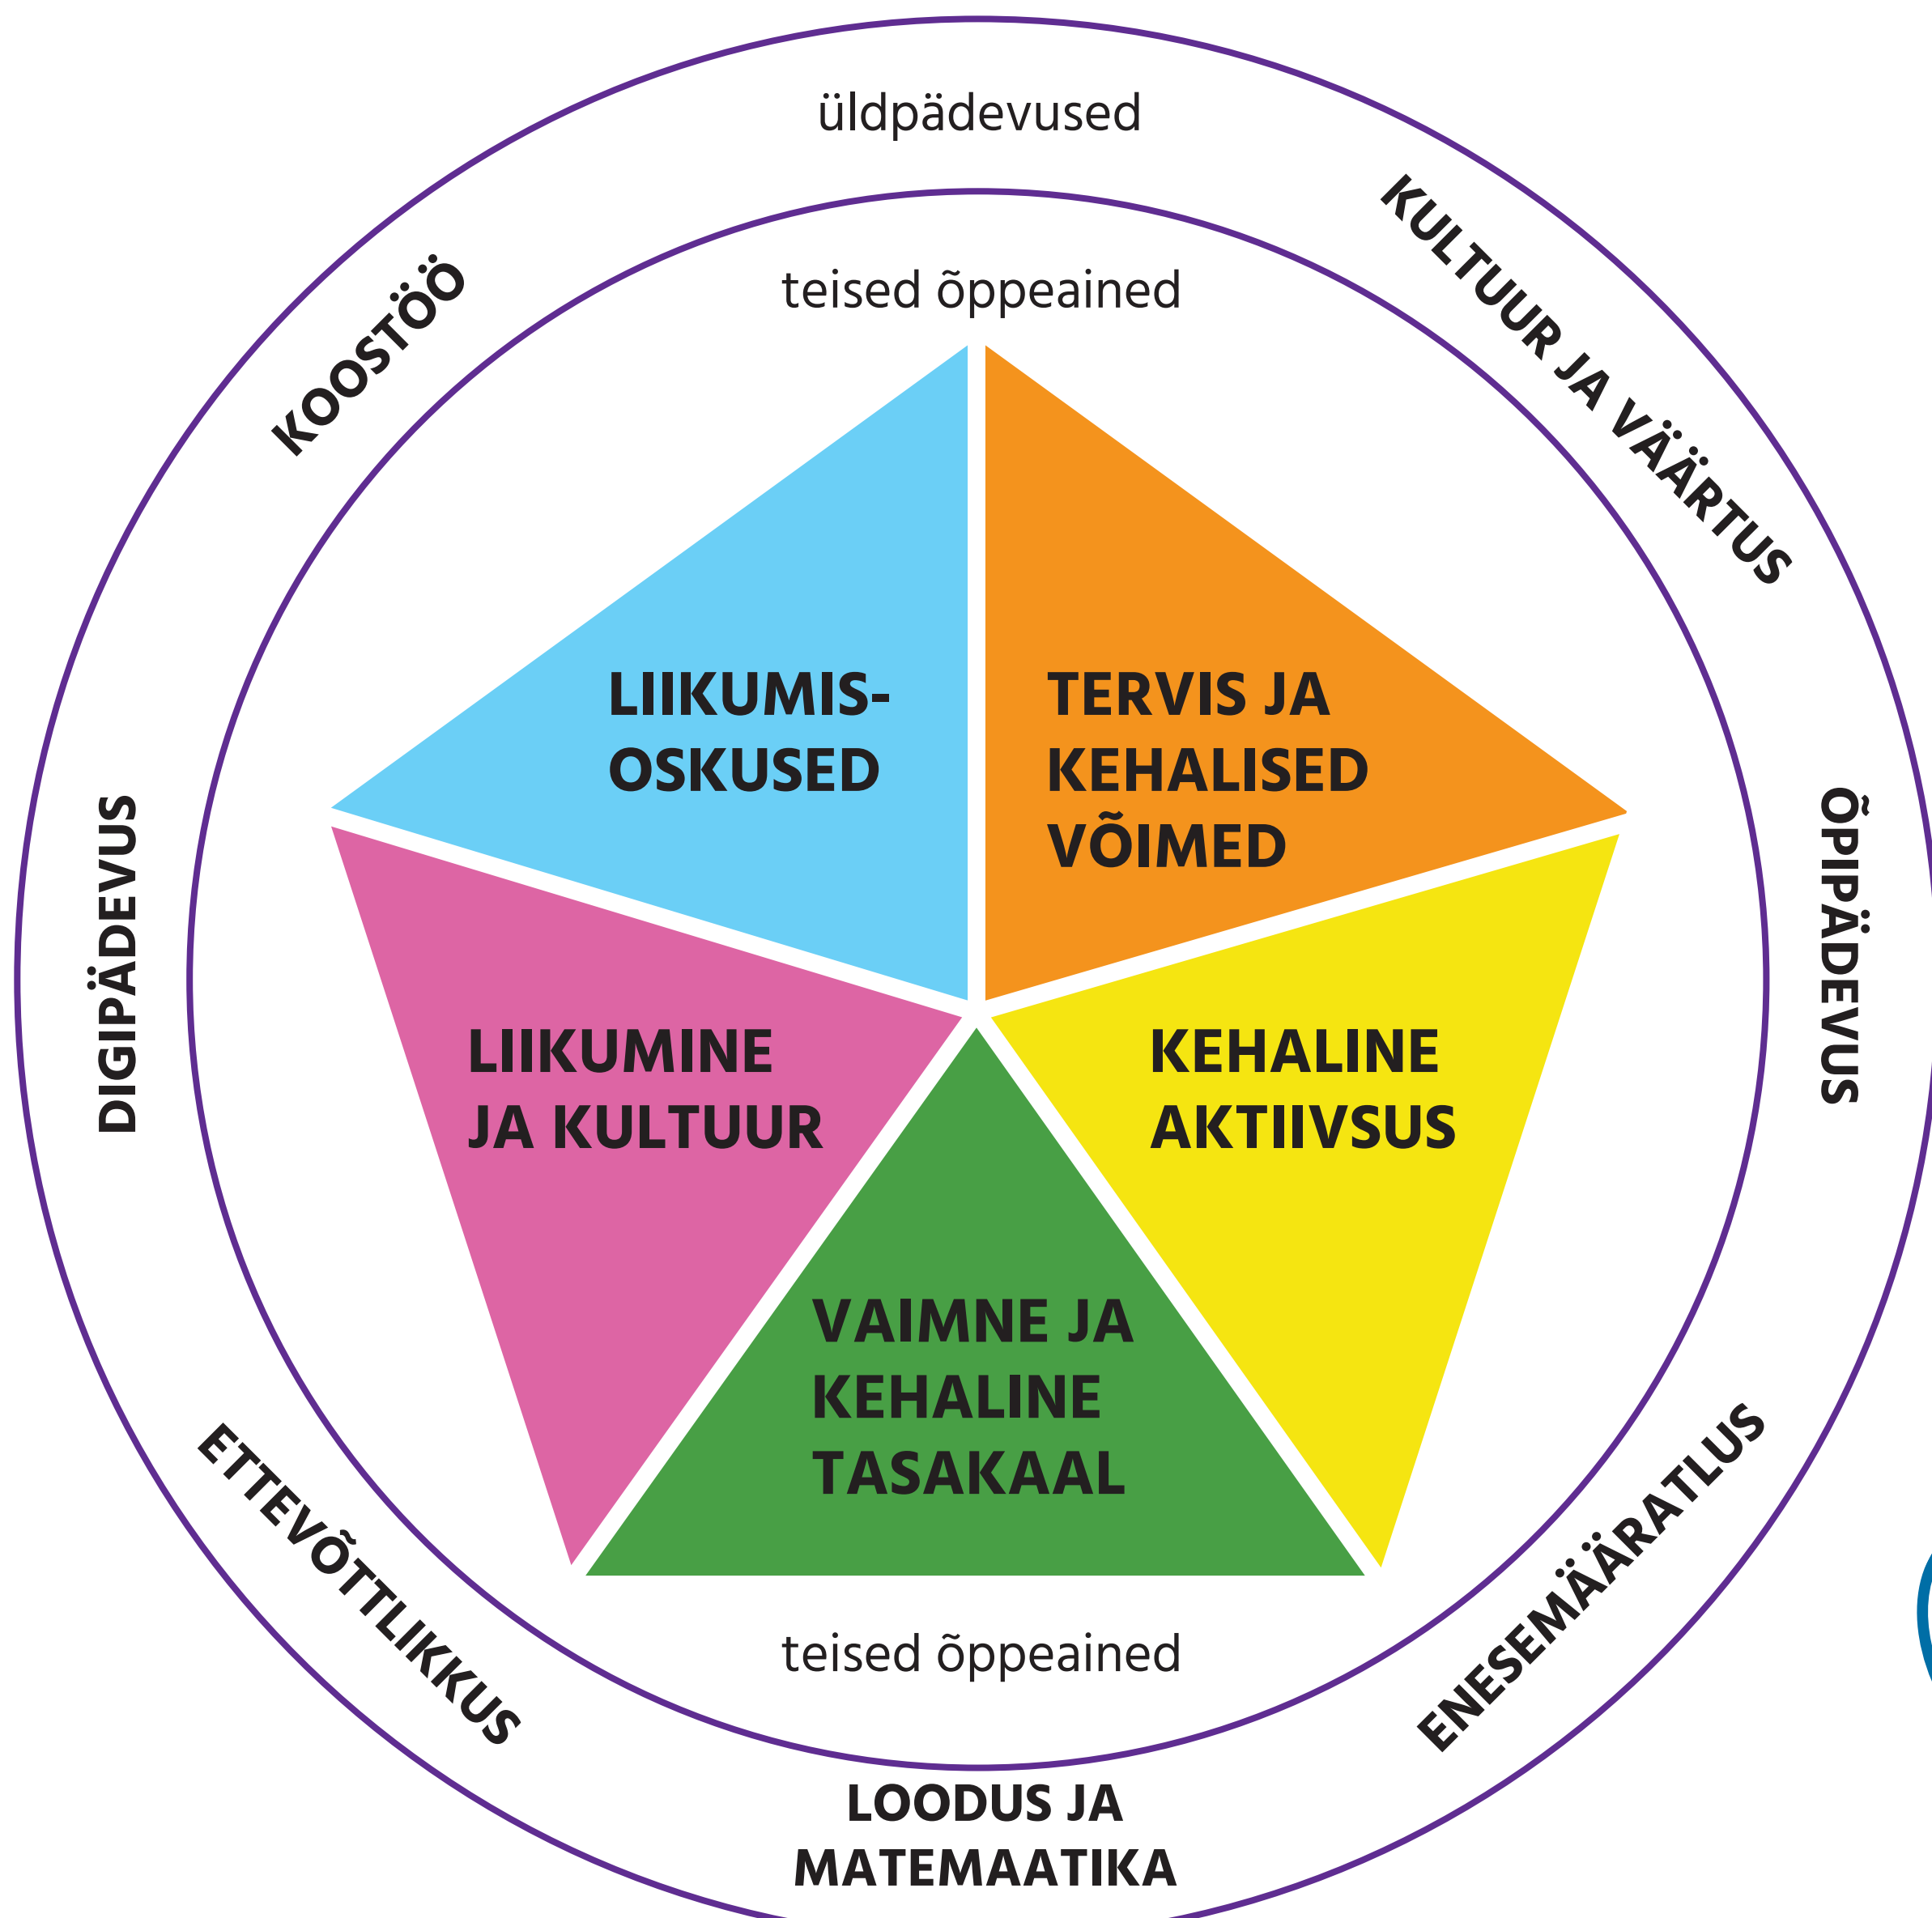 üldpädevused
KULTUUR JA VÄÄRTUS
ÕPIPÄDEVUS
ENESEMÄÄRATLUS
LOODUS JA
MATEMAATIKA
ETTEVÕTTLIKKUS
DIGIPÄDEVUS
KOOSTÖÖ
teised õppeained
LIIKUMIS-
OSKUSED
TERVIS JA
KEHALISED
VÕIMED
LIIKUMINE
JA KULTUUR
KEHALINE
AKTIIVSUS
VAIMNE JA
KEHALINE
TASAKAAL
teised õppeained